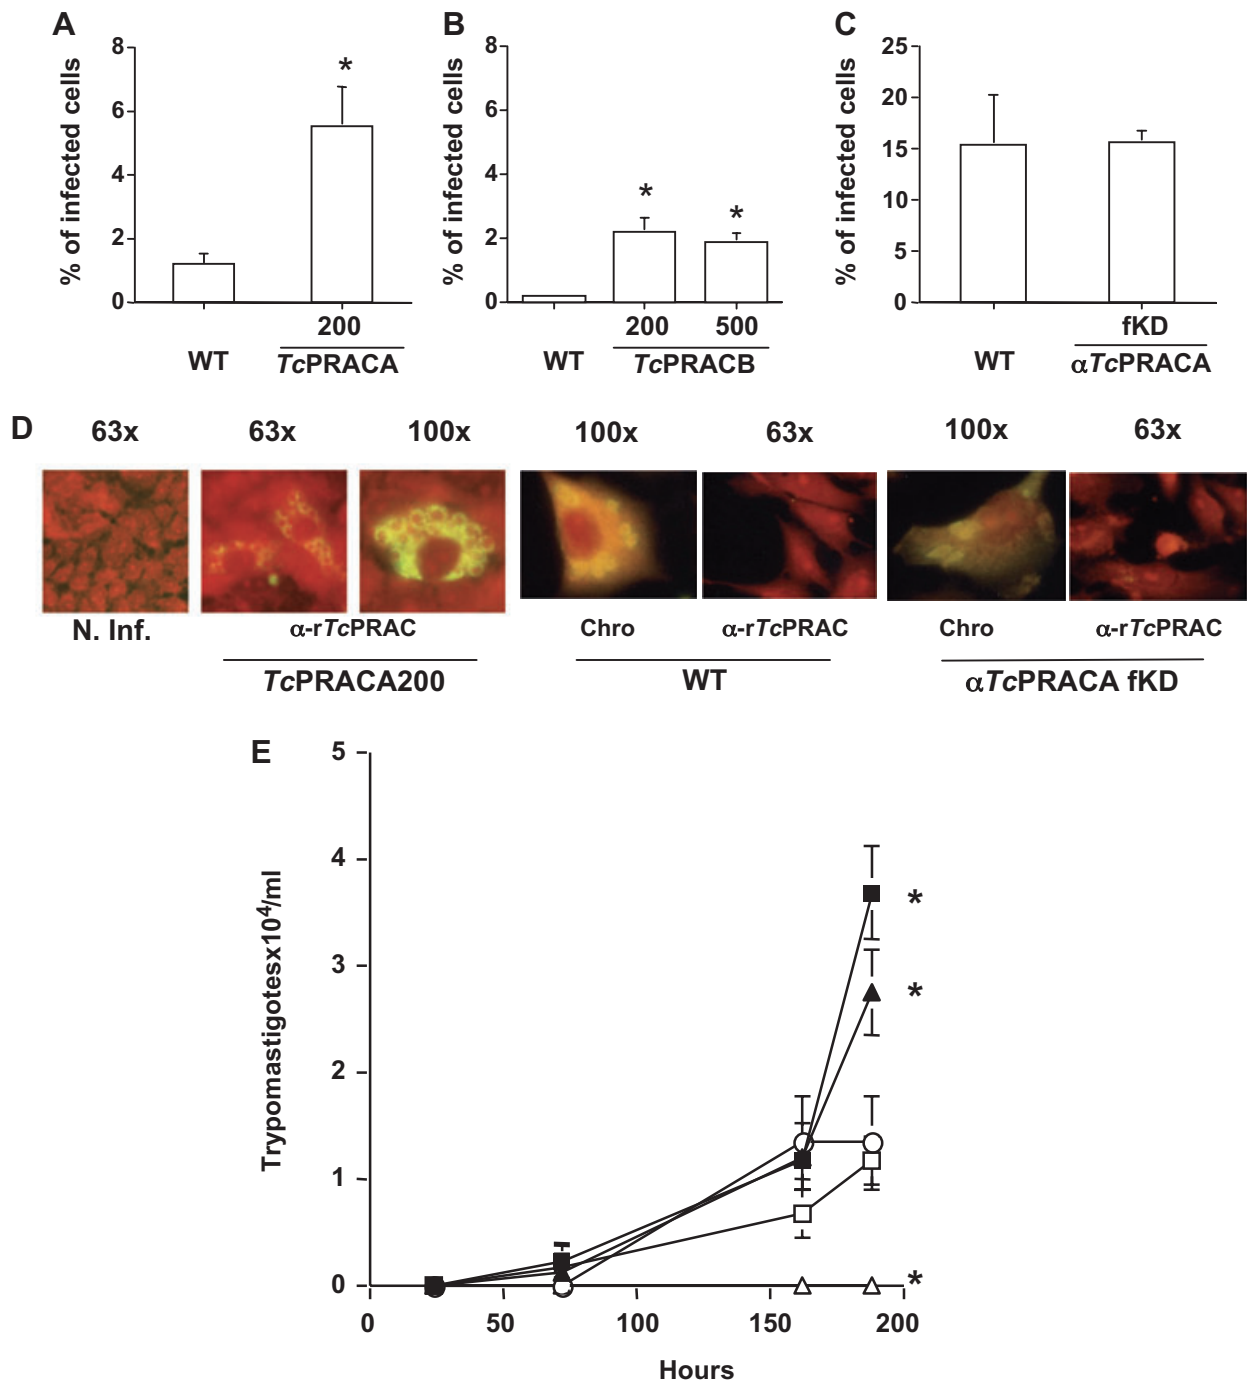 A
B
C
% of infected cells
8
6
4
2
0
*
WT
200
TcPRACA
% of infected cells
8
6
4
2
0
*
*
WT
200
500
TcPRACB
% of infected cells
25
20
15
10
5
0
WT
fKD
αTcPRACA
D
63x
63x
100x
100x
63x
100x
63x
N. Inf.
α-rTcPRAC
Chro
α-rTcPRAC
Chro
α-rTcPRAC
TcPRACA200
WT
αTcPRACA fKD
E
Trypomastigotesx10⁴/ml
5
4
3
2
1
0
*
*
*
0
50
100
150
200
Hours